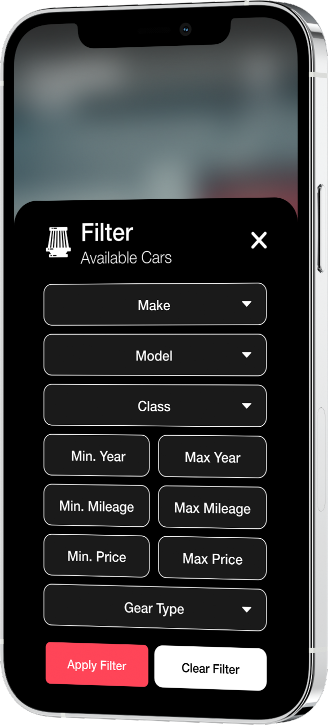 Filter
Available Cars
Make
Model
Class
Min. Year
Max Year
Min. Mileage
Max Mileage
Min. Price
Max Price
Gear Type
Apply Filter
Clear Filter